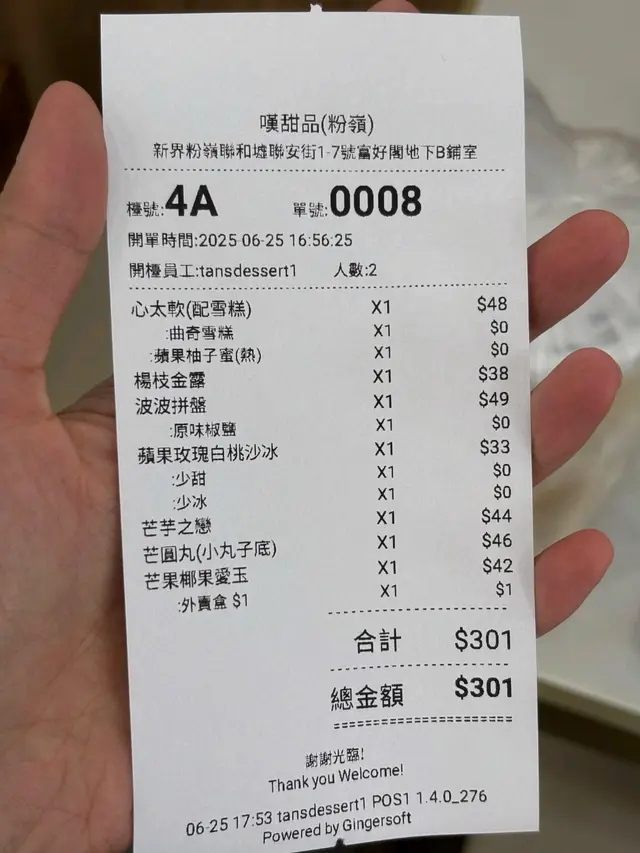 嘆甜品(粉嶺)
新界粉嶺聯和墟聯安街1-7號富好閣地下B鋪室
檯號:4A 單號:0008
開單時間:2025-06-25 16:56:25
開檯員工:tansdessert1 人數:2
心太軟(配雪糕) X1 $48
:曲奇雪糕 X1 $0
:蘋果柚子蜜(熱) X1 $0
楊枝金露 X1 $38
波波拼盤 X1 $49
:原味椒鹽 X1 $0
蘋果玫瑰白桃沙冰 X1 $33
:少甜 X1 $0
:少冰 X1 $0
芒芋之戀 X1 $44
芒圓丸(小丸子底) X1 $46
芒果椰果愛玉 X1 $42
:外賣盒 $1 X1 $1
合計 $301
總金額 $301
謝謝光臨!
Thank you Welcome!
06-25 17:53 tansdessert1 POS1 1.4.0_276
Powered by Gingersoft